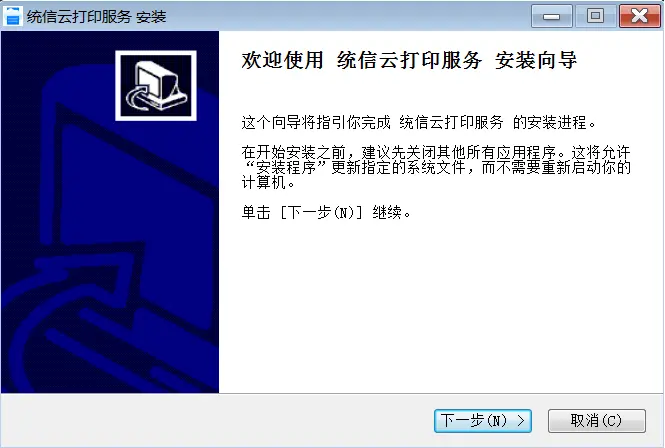 统信云打印服务 安装
欢迎使用 统信云打印服务 安装向导
这个向导将指引你完成 统信云打印服务 的安装进程。
在开始安装之前，建议先关闭其他所有应用程序。这将允许
“安装程序”更新指定的系统文件，而不需要重新启动你的
计算机。
单击 [下一步(N)] 继续。
下一步(N) >
取消(C)